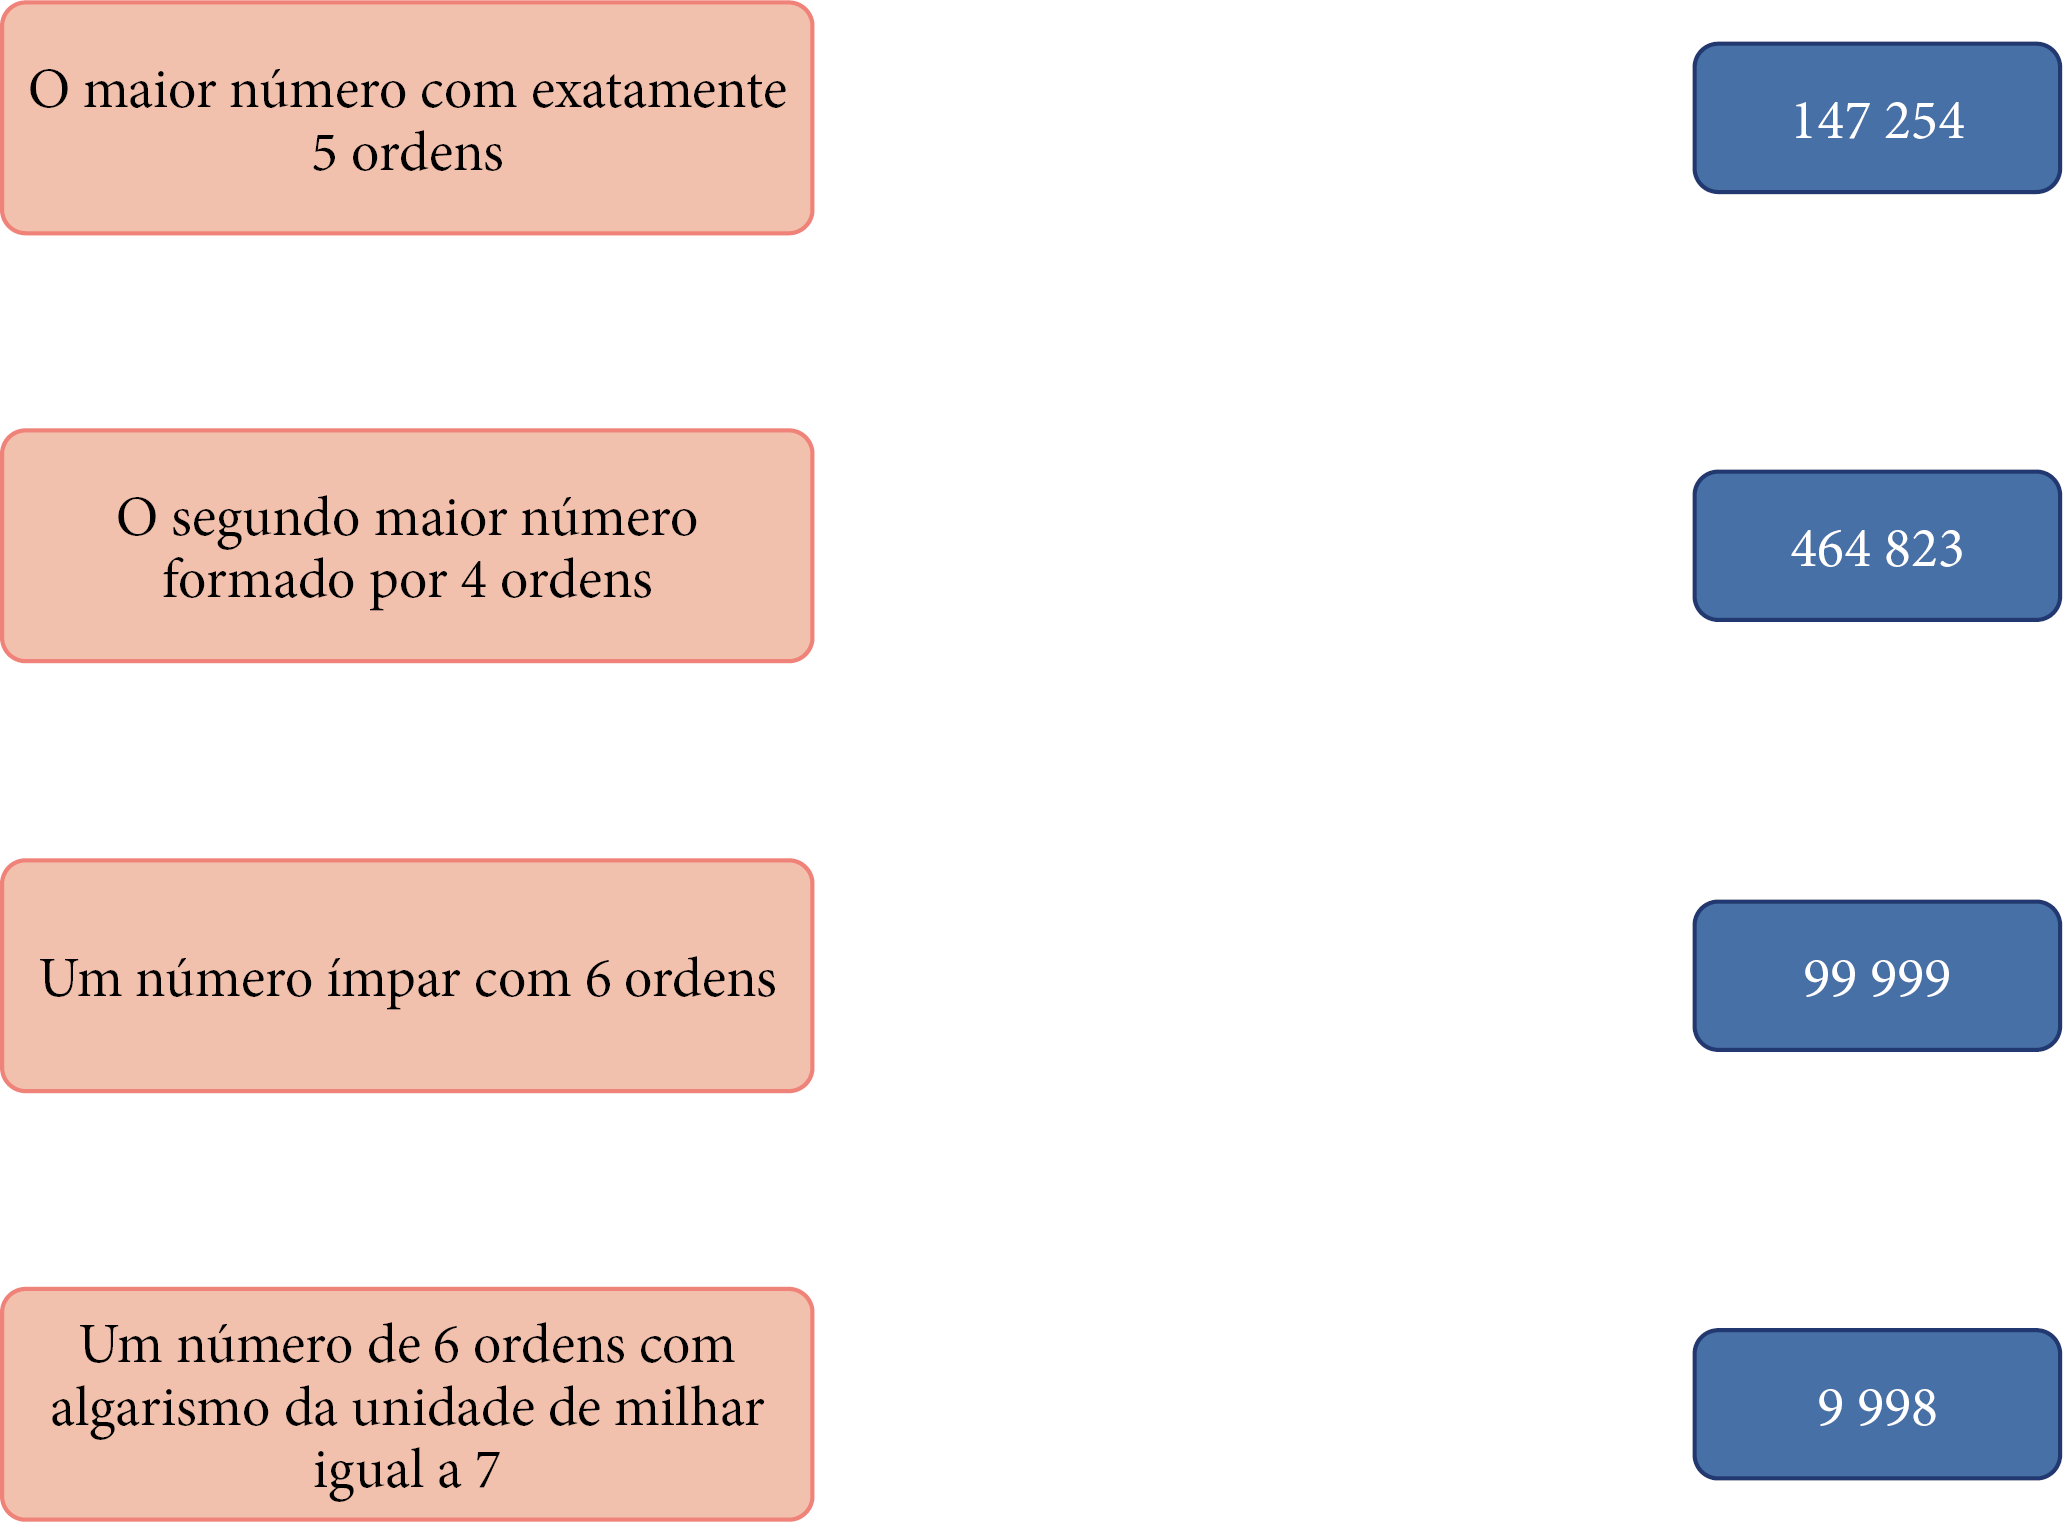 O maior número com exatamente
5 ordens
147 254
O segundo maior número
formado por 4 ordens
464 823
Um número ímpar com 6 ordens
99 999
Um número de 6 ordens com
algarismo da unidade de milhar
igual a 7
9 998